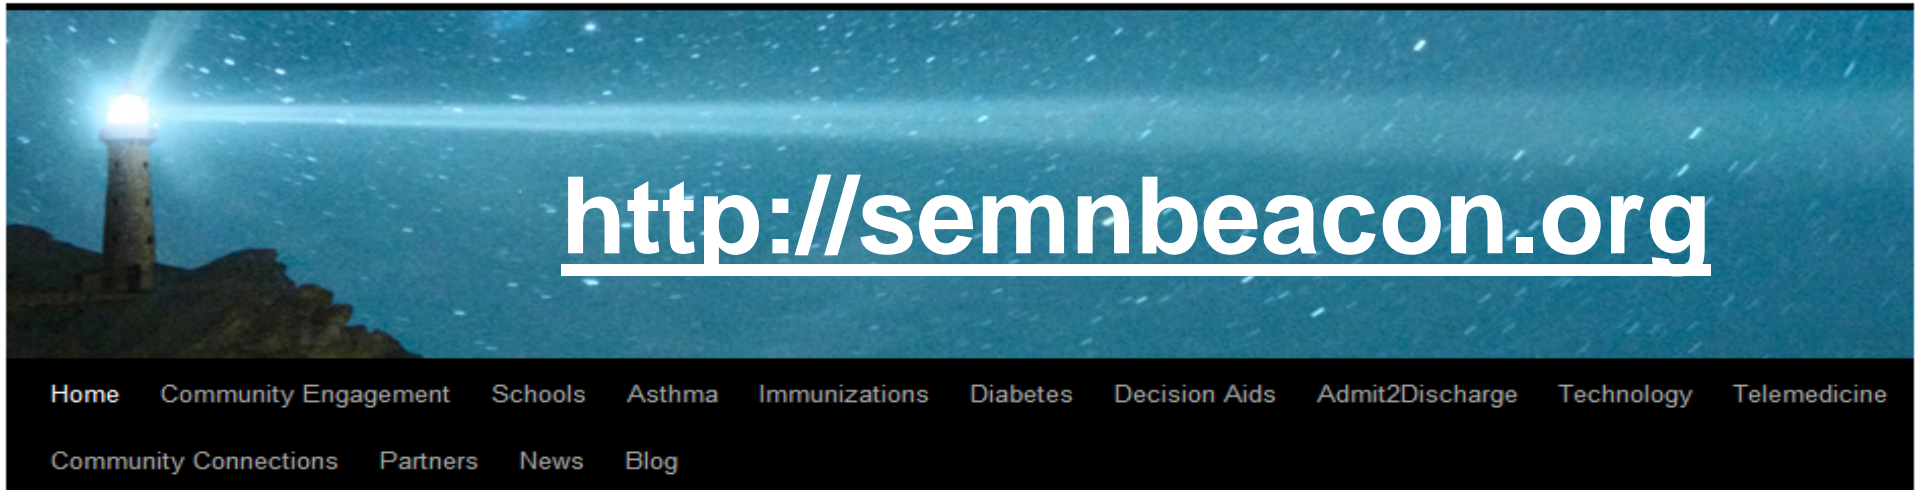 http://semnbeacon.org
Home Community Engagement Schools Asthma Immunizations Diabetes Decision Aids Admit2Discharge Technology Telemedicine
Community Connections Partners News Blog